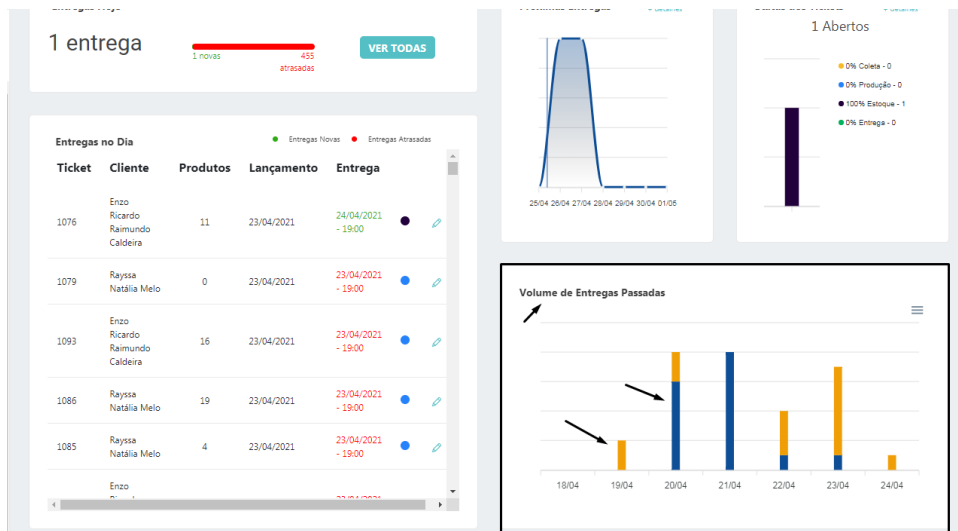 1 entrega
1 novas
455
atrasadas
VER TODAS
Entregas no Dia
Entregas Novas
Entregas Atrasadas
Ticket Cliente Produtos Lançamento Entrega
1076
Enzo
Ricardo
Raimundo
Caldeira
11
23/04/2021
24/04/2021
- 19:00
1079
Rayssa
Natália Melo
0
23/04/2021
23/04/2021
- 19:00
1093
Enzo
Ricardo
Raimundo
Caldeira
16
23/04/2021
23/04/2021
- 19:00
1086
Rayssa
Natália Melo
19
23/04/2021
23/04/2021
- 19:00
1085
Rayssa
Natália Melo
4
23/04/2021
23/04/2021
- 19:00
Enzo
25/04 26/04 27/04 28/04 29/04 30/04 01/05
1 Abertos
0% Coleta - 0
0% Produção - 0
100% Estoque - 1
0% Entrega - 0
Volume de Entregas Passadas
18/04 19/04 20/04 21/04 22/04 23/04 24/04